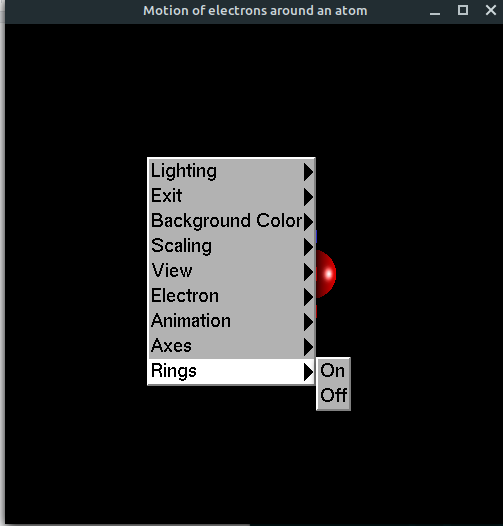 Motion of electrons around an atom
Lighting
Exit
Background Color
Scaling
View
Electron
Animation
Axes
Rings
On
Off